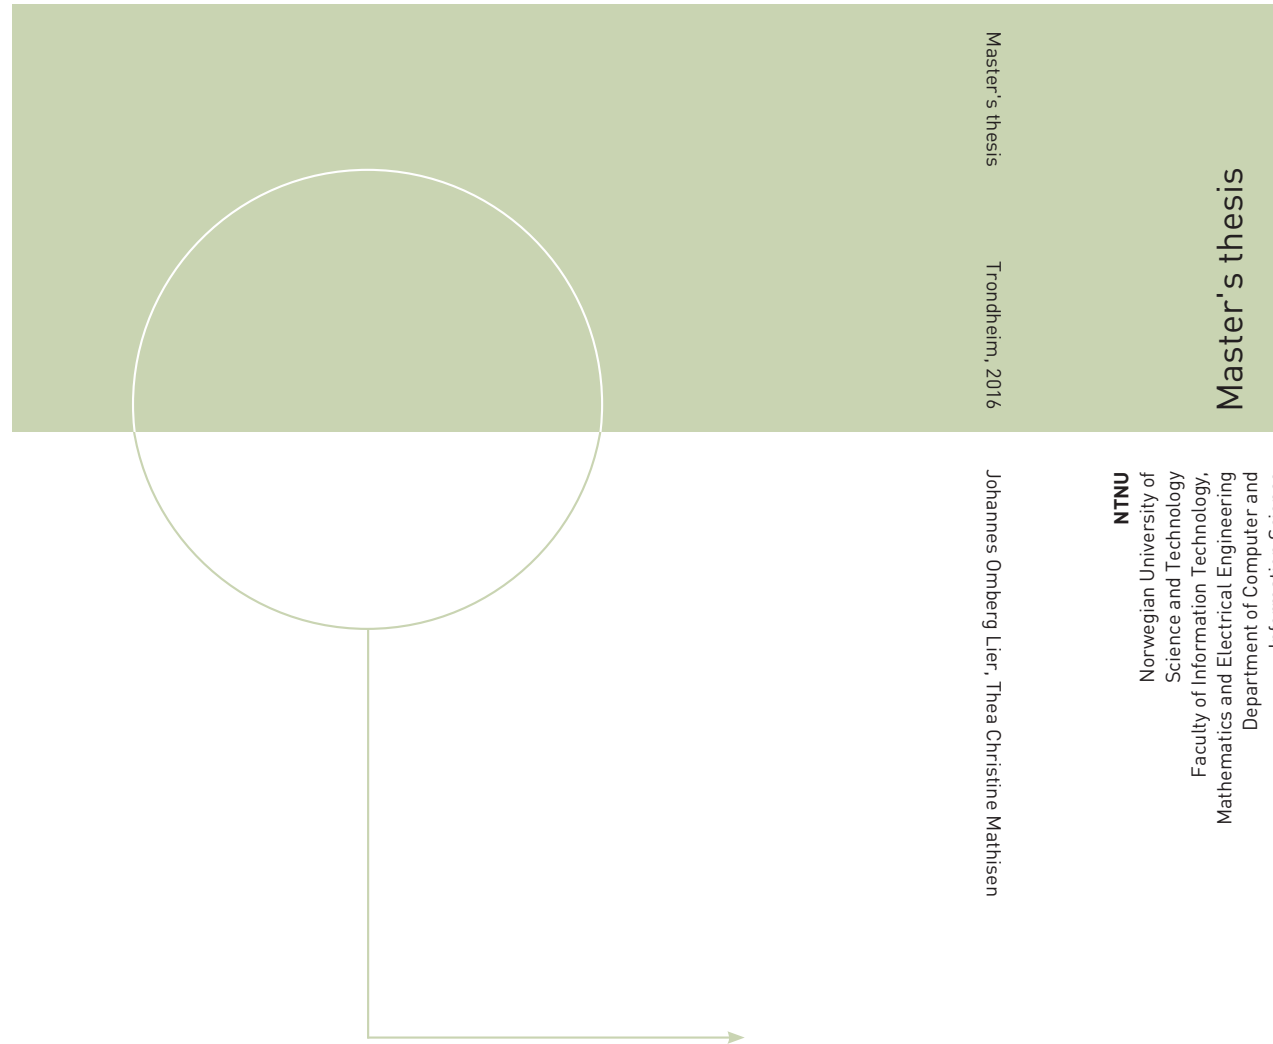 Master's thesis
Trondheim, 2016
Johannes Omberg Lier, Thea Christine Mathisen
Master's thesis
NTNU
Norwegian University of
Science and Technology
Faculty of Information Technology,
Mathematics and Electrical Engineering
Department of Computer and